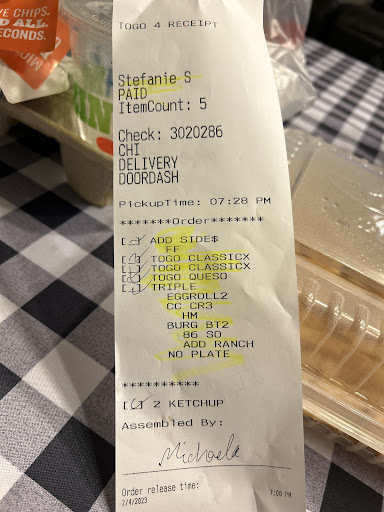 VE CHIPS.
D ALL
ECONDS.
TOGO 4 RECEIPT
Stefanie S
PAID
ItemCount: 5
Check: 3020286
CHI
DELIVERY
DOORDASH
PickupTime: 07:28 PM
*******Order*******
[ ] ADD SIDE$
FF
[ ] TOGO CLASSICX
[ ] TOGO CLASSICX
[ ] TOGO QUESO
[ ] TRIPLE
EGGROLL2
CC CR3
HM
BURG BT2
86 SO
ADD RANCH
NO PLATE
**********
[ ] 2 KETCHUP
Assembled By:
Michaela
Order release time:
2/4/2023 7:08 PM